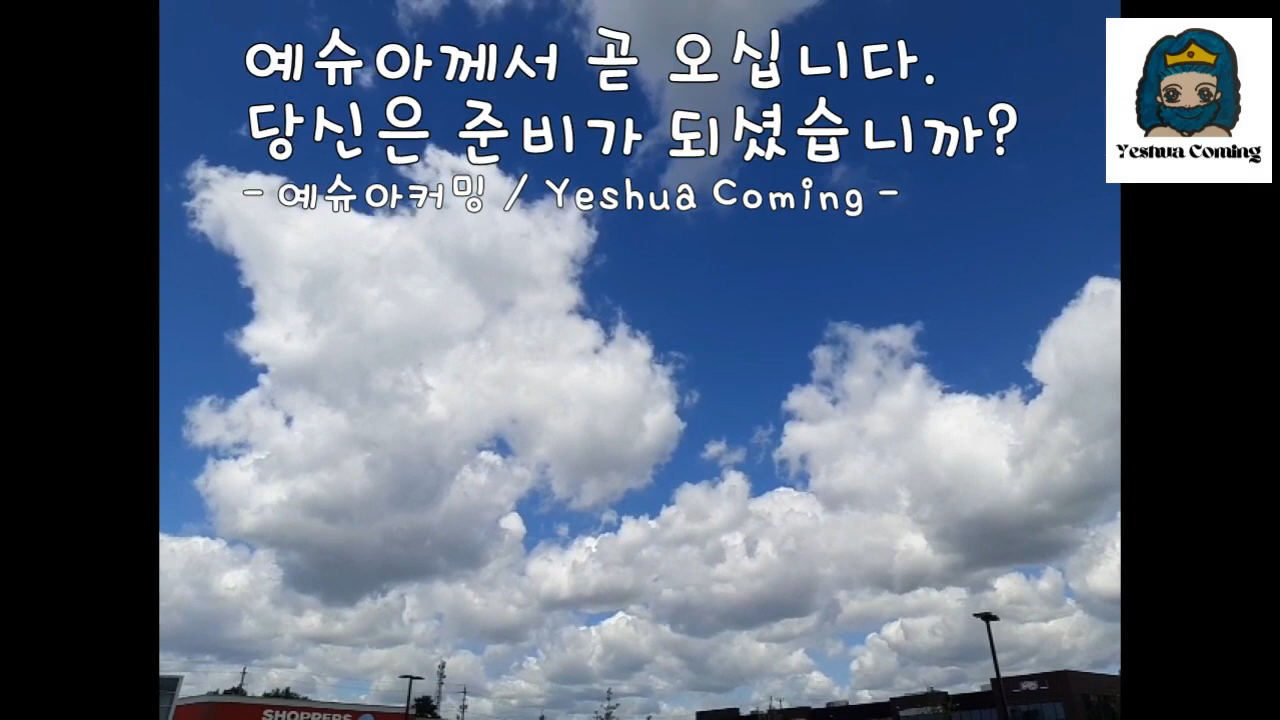 예슈아께서 곧 오십니다.
당신은 준비가 되셨습니까?
- 예슈아커밍 / Yeshua Coming -
Yeshua Coming
SHOPPERS